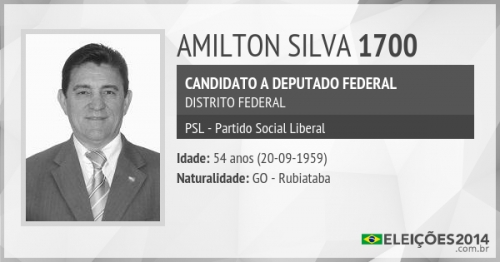 AMILTON SILVA 1700
CANDIDATO A DEPUTADO FEDERAL
DISTRITO FEDERAL
PSL - Partido Social Liberal
Idade: 54 anos (20-09-1959)
Naturalidade: GO - Rubiataba
ELEIÇÕES2014
.com.br